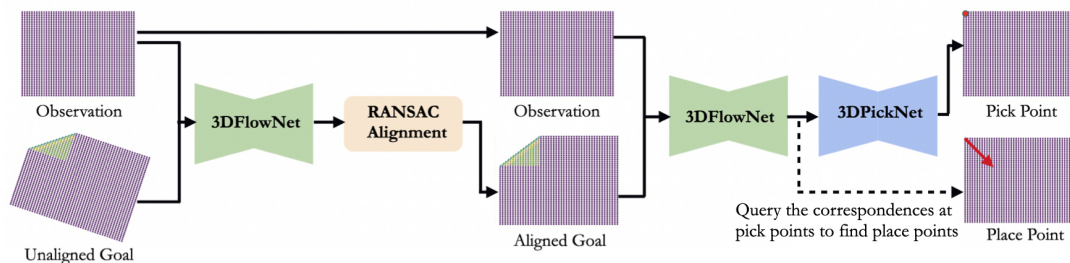 Observation
Unaligned Goal
3DFlowNet
RANSAC
Alignment
Observation
Aligned Goal
3DFlowNet
3DPickNet
Query the correspondences at
pick points to find place points
Pick Point
Place Point